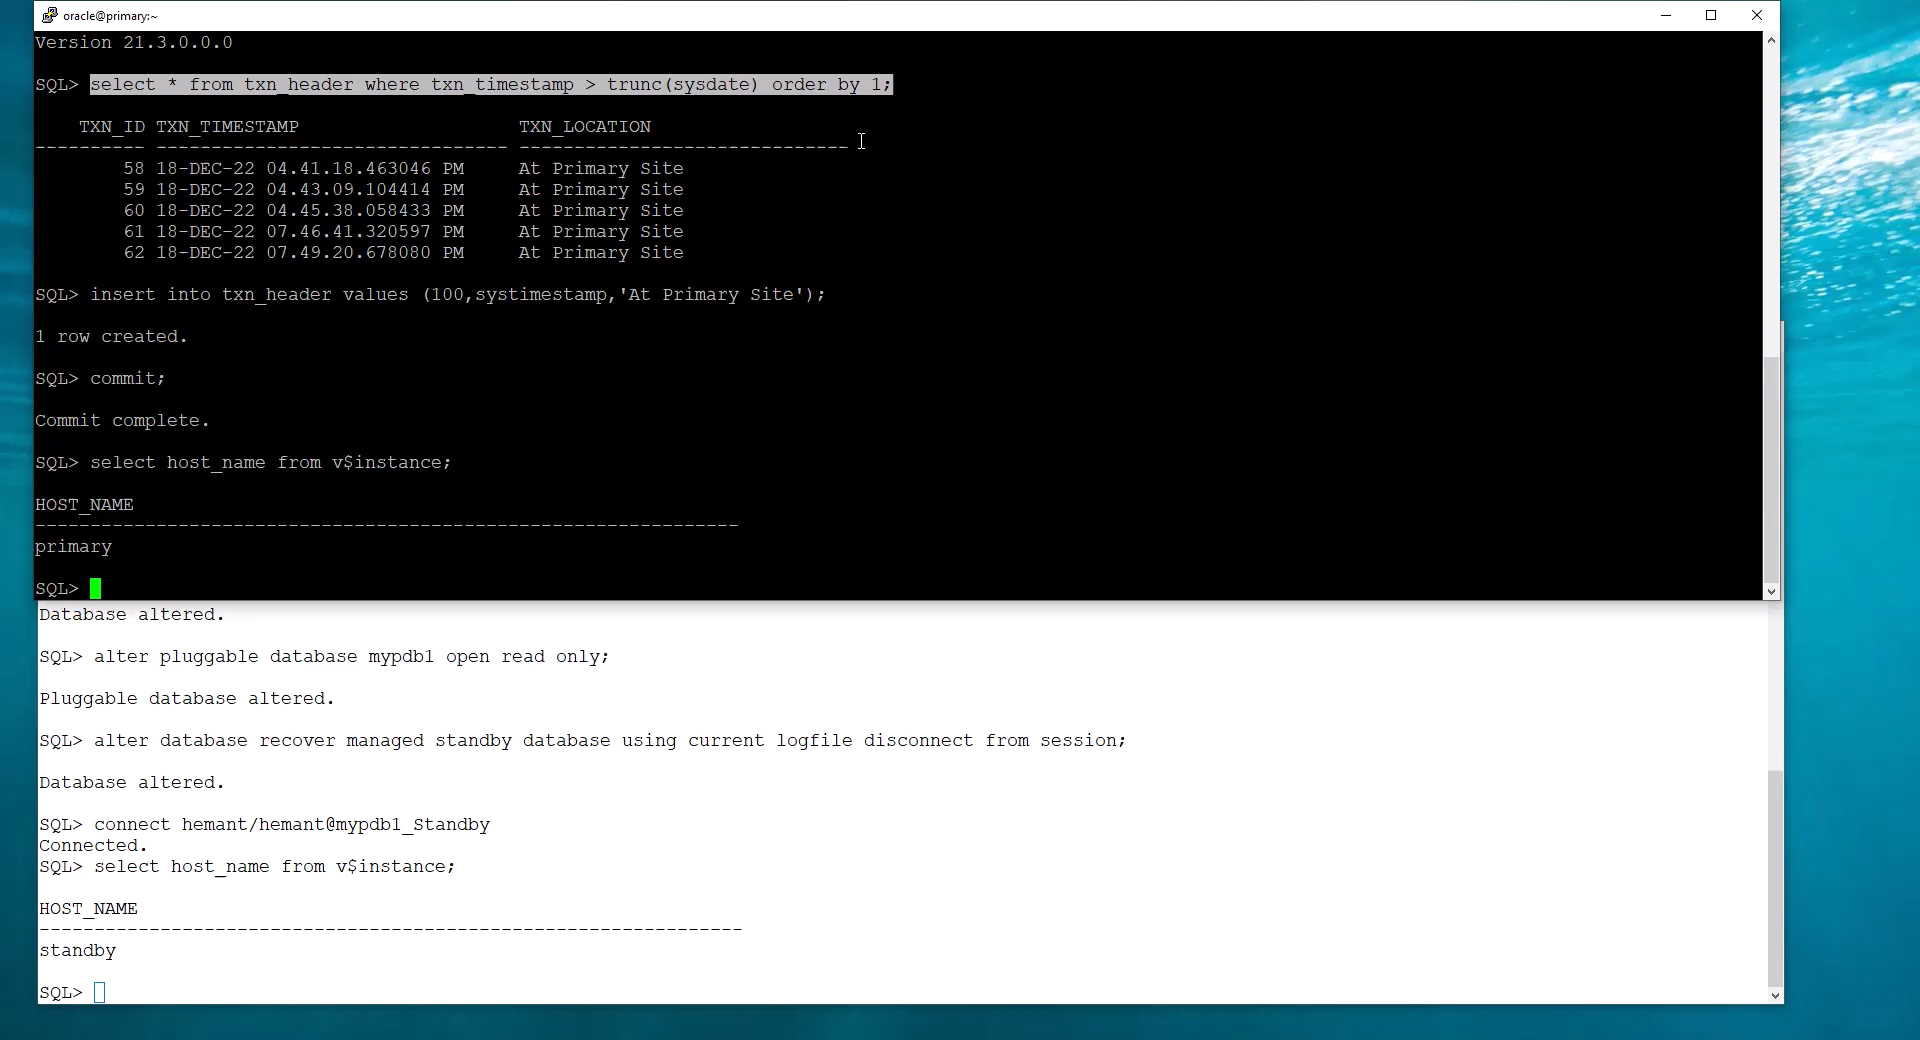 oracle@primary:~
Version 21.3.0.0.0
SQL> select * from txn_header where txn_timestamp > trunc(sysdate) order by 1;
TXN_ID TXN_TIMESTAMP TXN_LOCATION
---------- -------------------------------- ------------------------------
58 18-DEC-22 04.41.18.463046 PM At Primary Site
59 18-DEC-22 04.43.09.104414 PM At Primary Site
60 18-DEC-22 04.45.38.058433 PM At Primary Site
61 18-DEC-22 07.46.41.320597 PM At Primary Site
62 18-DEC-22 07.49.20.678080 PM At Primary Site
SQL> insert into txn_header values (100,systimestamp,'At Primary Site');
1 row created.
SQL> commit;
Commit complete.
SQL> select host_name from v$instance;
HOST_NAME
----------------------------------------------------------------
primary
SQL>
Database altered.
SQL> alter pluggable database mypdb1 open read only;
Pluggable database altered.
SQL> alter database recover managed standby database using current logfile disconnect from session;
Database altered.
SQL> connect hemant/hemant@mypdb1_Standby
Connected.
SQL> select host_name from v$instance;
HOST_NAME
----------------------------------------------------------------
standby
SQL>